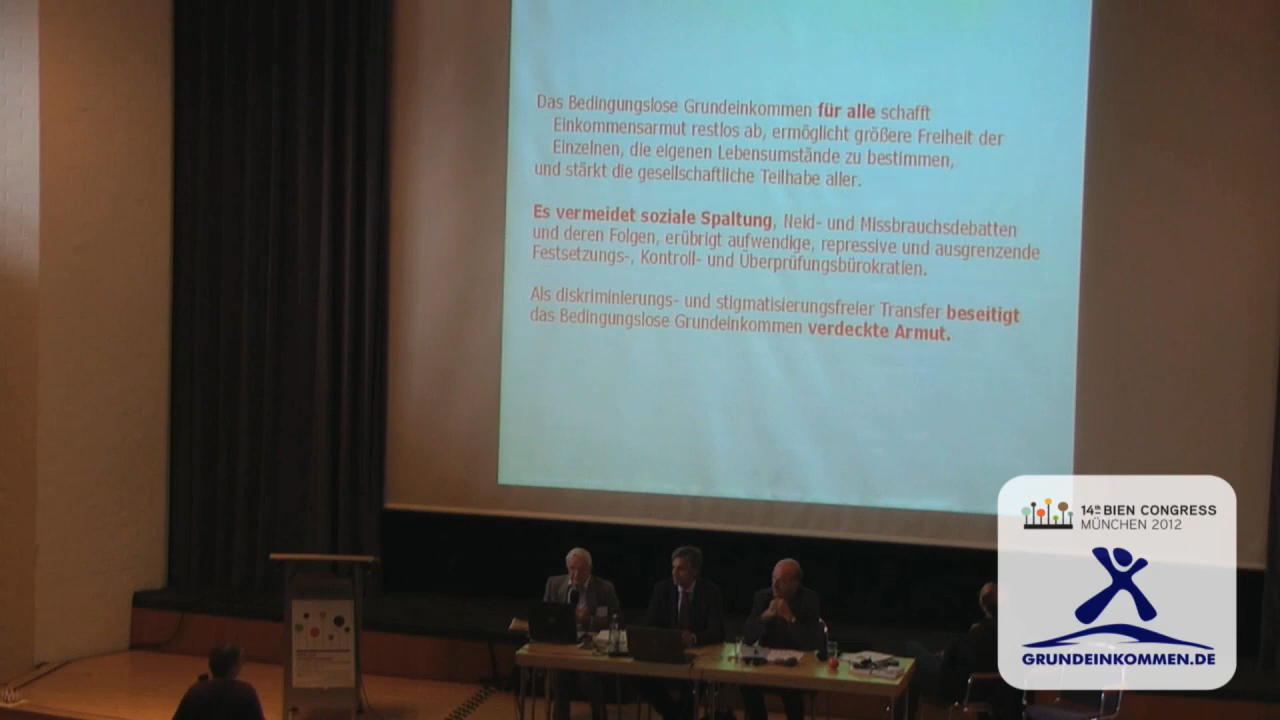 Das Bedingungslose Grundeinkommen für alle schafft
Einkommensarmut restlos ab, ermöglicht größere Freiheit der
Einzelnen, die eigenen Lebensumstände zu bestimmen,
und stärkt die gesellschaftliche Teilhabe aller.
Es vermeidet soziale Spaltung, Neid- und Missbrauchsdebatten
und deren Folgen, erübrigt aufwendige, repressive und ausgrenzende
Festsetzungs-, Kontroll- und Überprüfungsbürokratien.
Als diskriminierungs- und stigmatisierungsfreier Transfer beseitigt
das Bedingungslose Grundeinkommen verdeckte Armut.
14th BIEN CONGRESS
MÜNCHEN 2012
GRUNDEINKOMMEN.DE